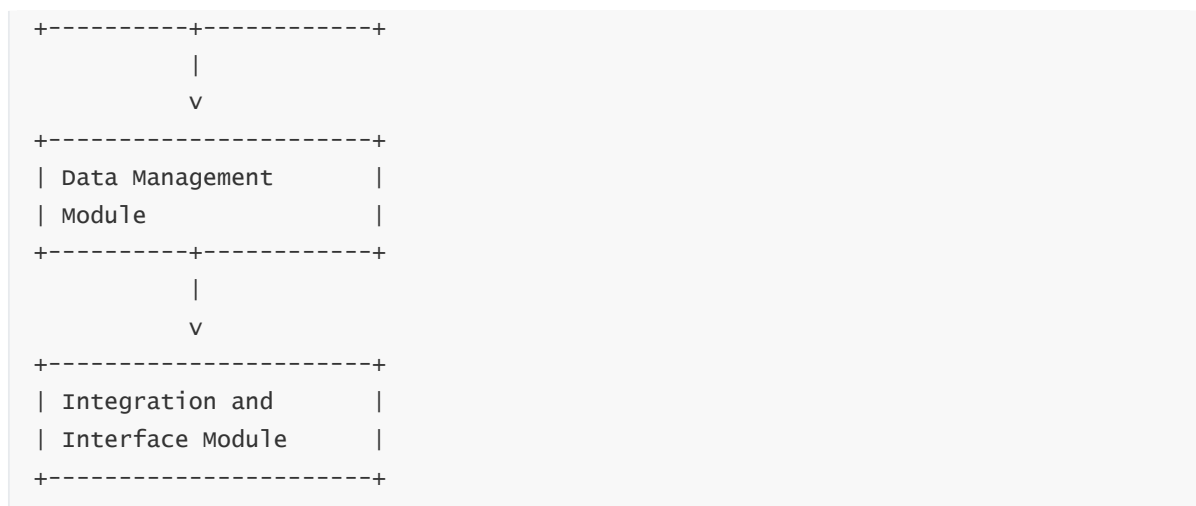 +----------+------------+
           |
           v
+-----------------------+
| Data Management       |
| Module                |
+----------+------------+
           |
           v
+-----------------------+
| Integration and       |
| Interface Module      |
+-----------------------+